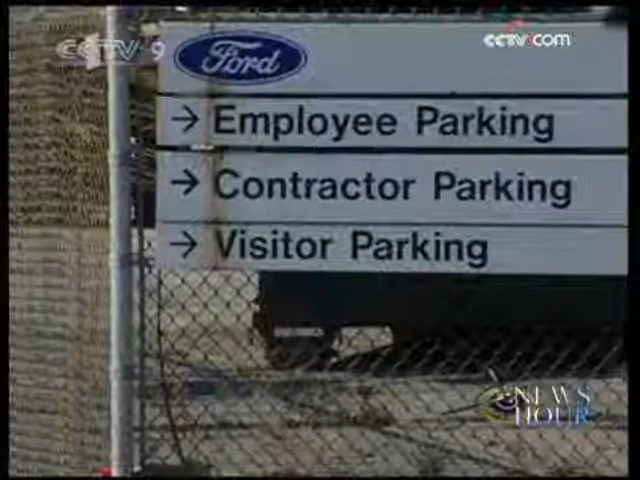 CCTV 9
cctv.com
Ford
→ Employee Parking
→ Contractor Parking
→ Visitor Parking
NEWS
HOUR